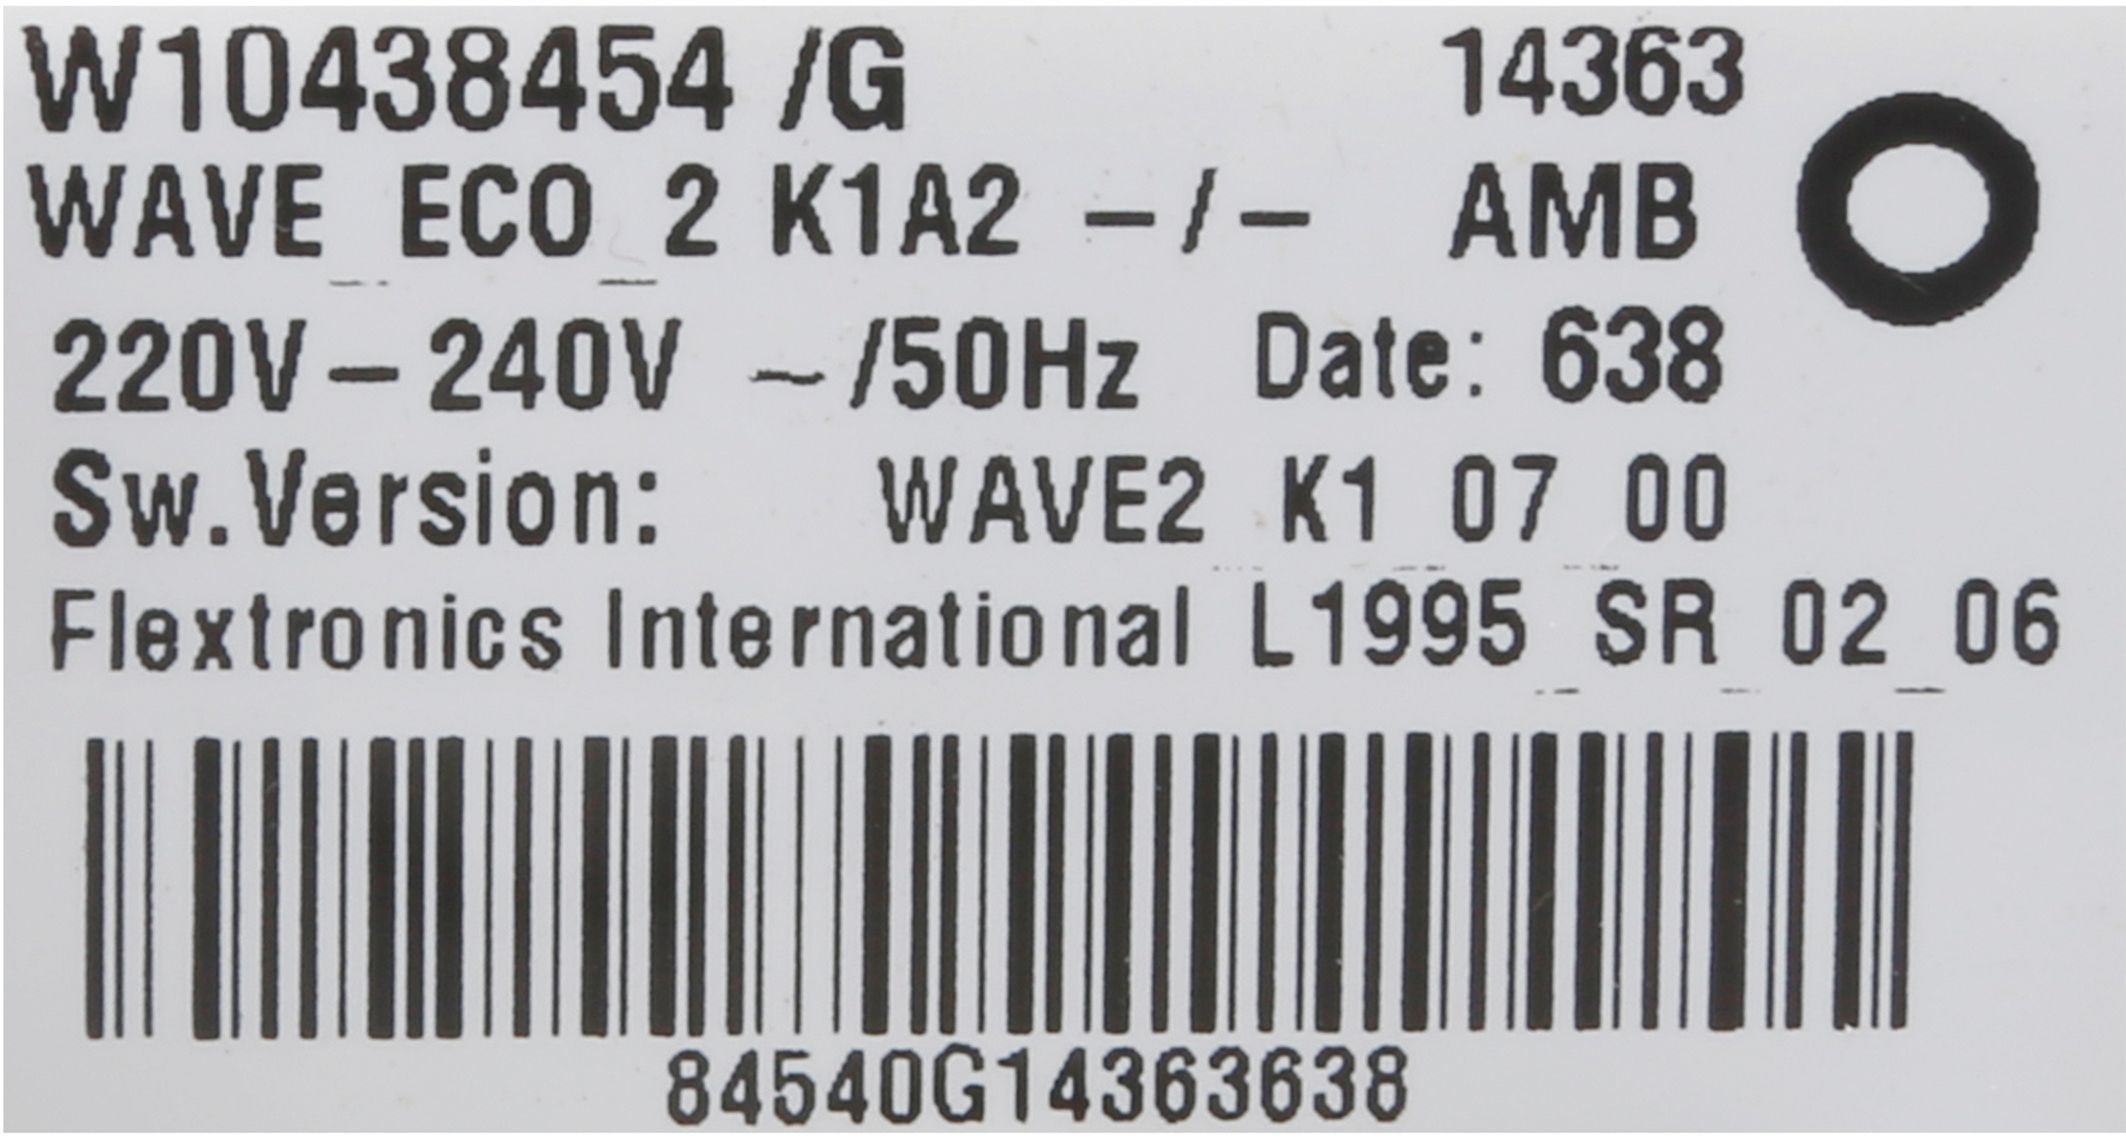 W10438454 /G 14363
WAVE_ECO_2 K1A2 -/- AMB
220V-240V ~/50Hz Date: 638
Sw.Version: WAVE2_K1_07_00
Flextronics International L1995_SR_02_06
84540G14363638